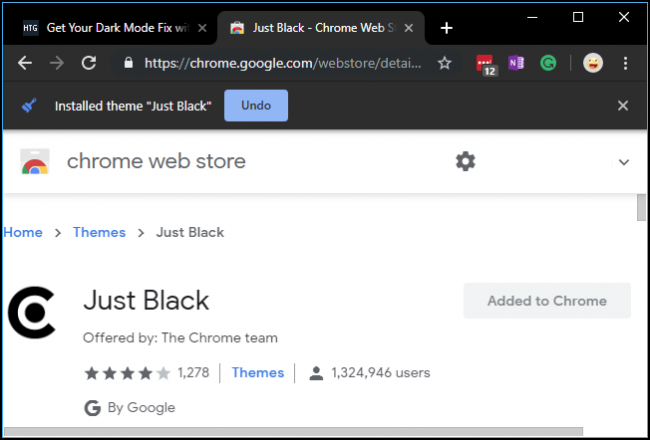 HTG Get Your Dark Mode Fix wi
Just Black - Chrome Web S
https://chrome.google.com/webstore/detai...
12
N
Installed theme "Just Black" Undo
chrome web store
Home > Themes > Just Black
Just Black
Added to Chrome
Offered by: The Chrome team
1,278 Themes 1,324,946 users
G By Google